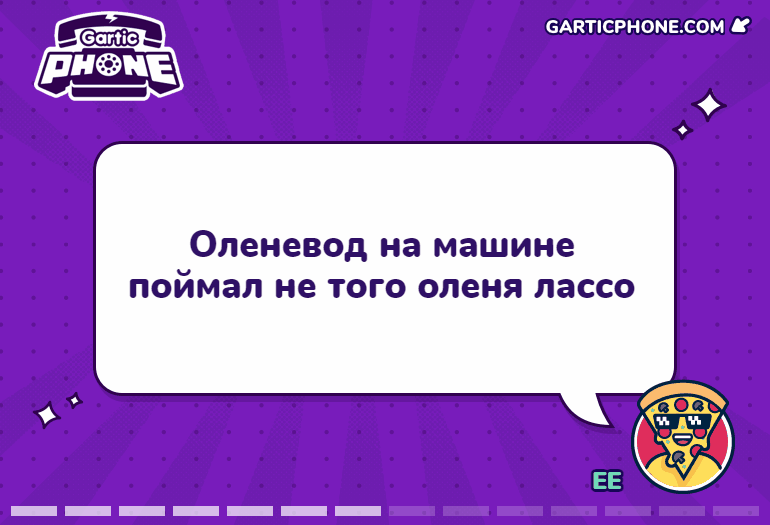 Gartic
PHONE
GARTICPHONE.COM
Оленевод на машине
поймал не того оленя лассо
EE